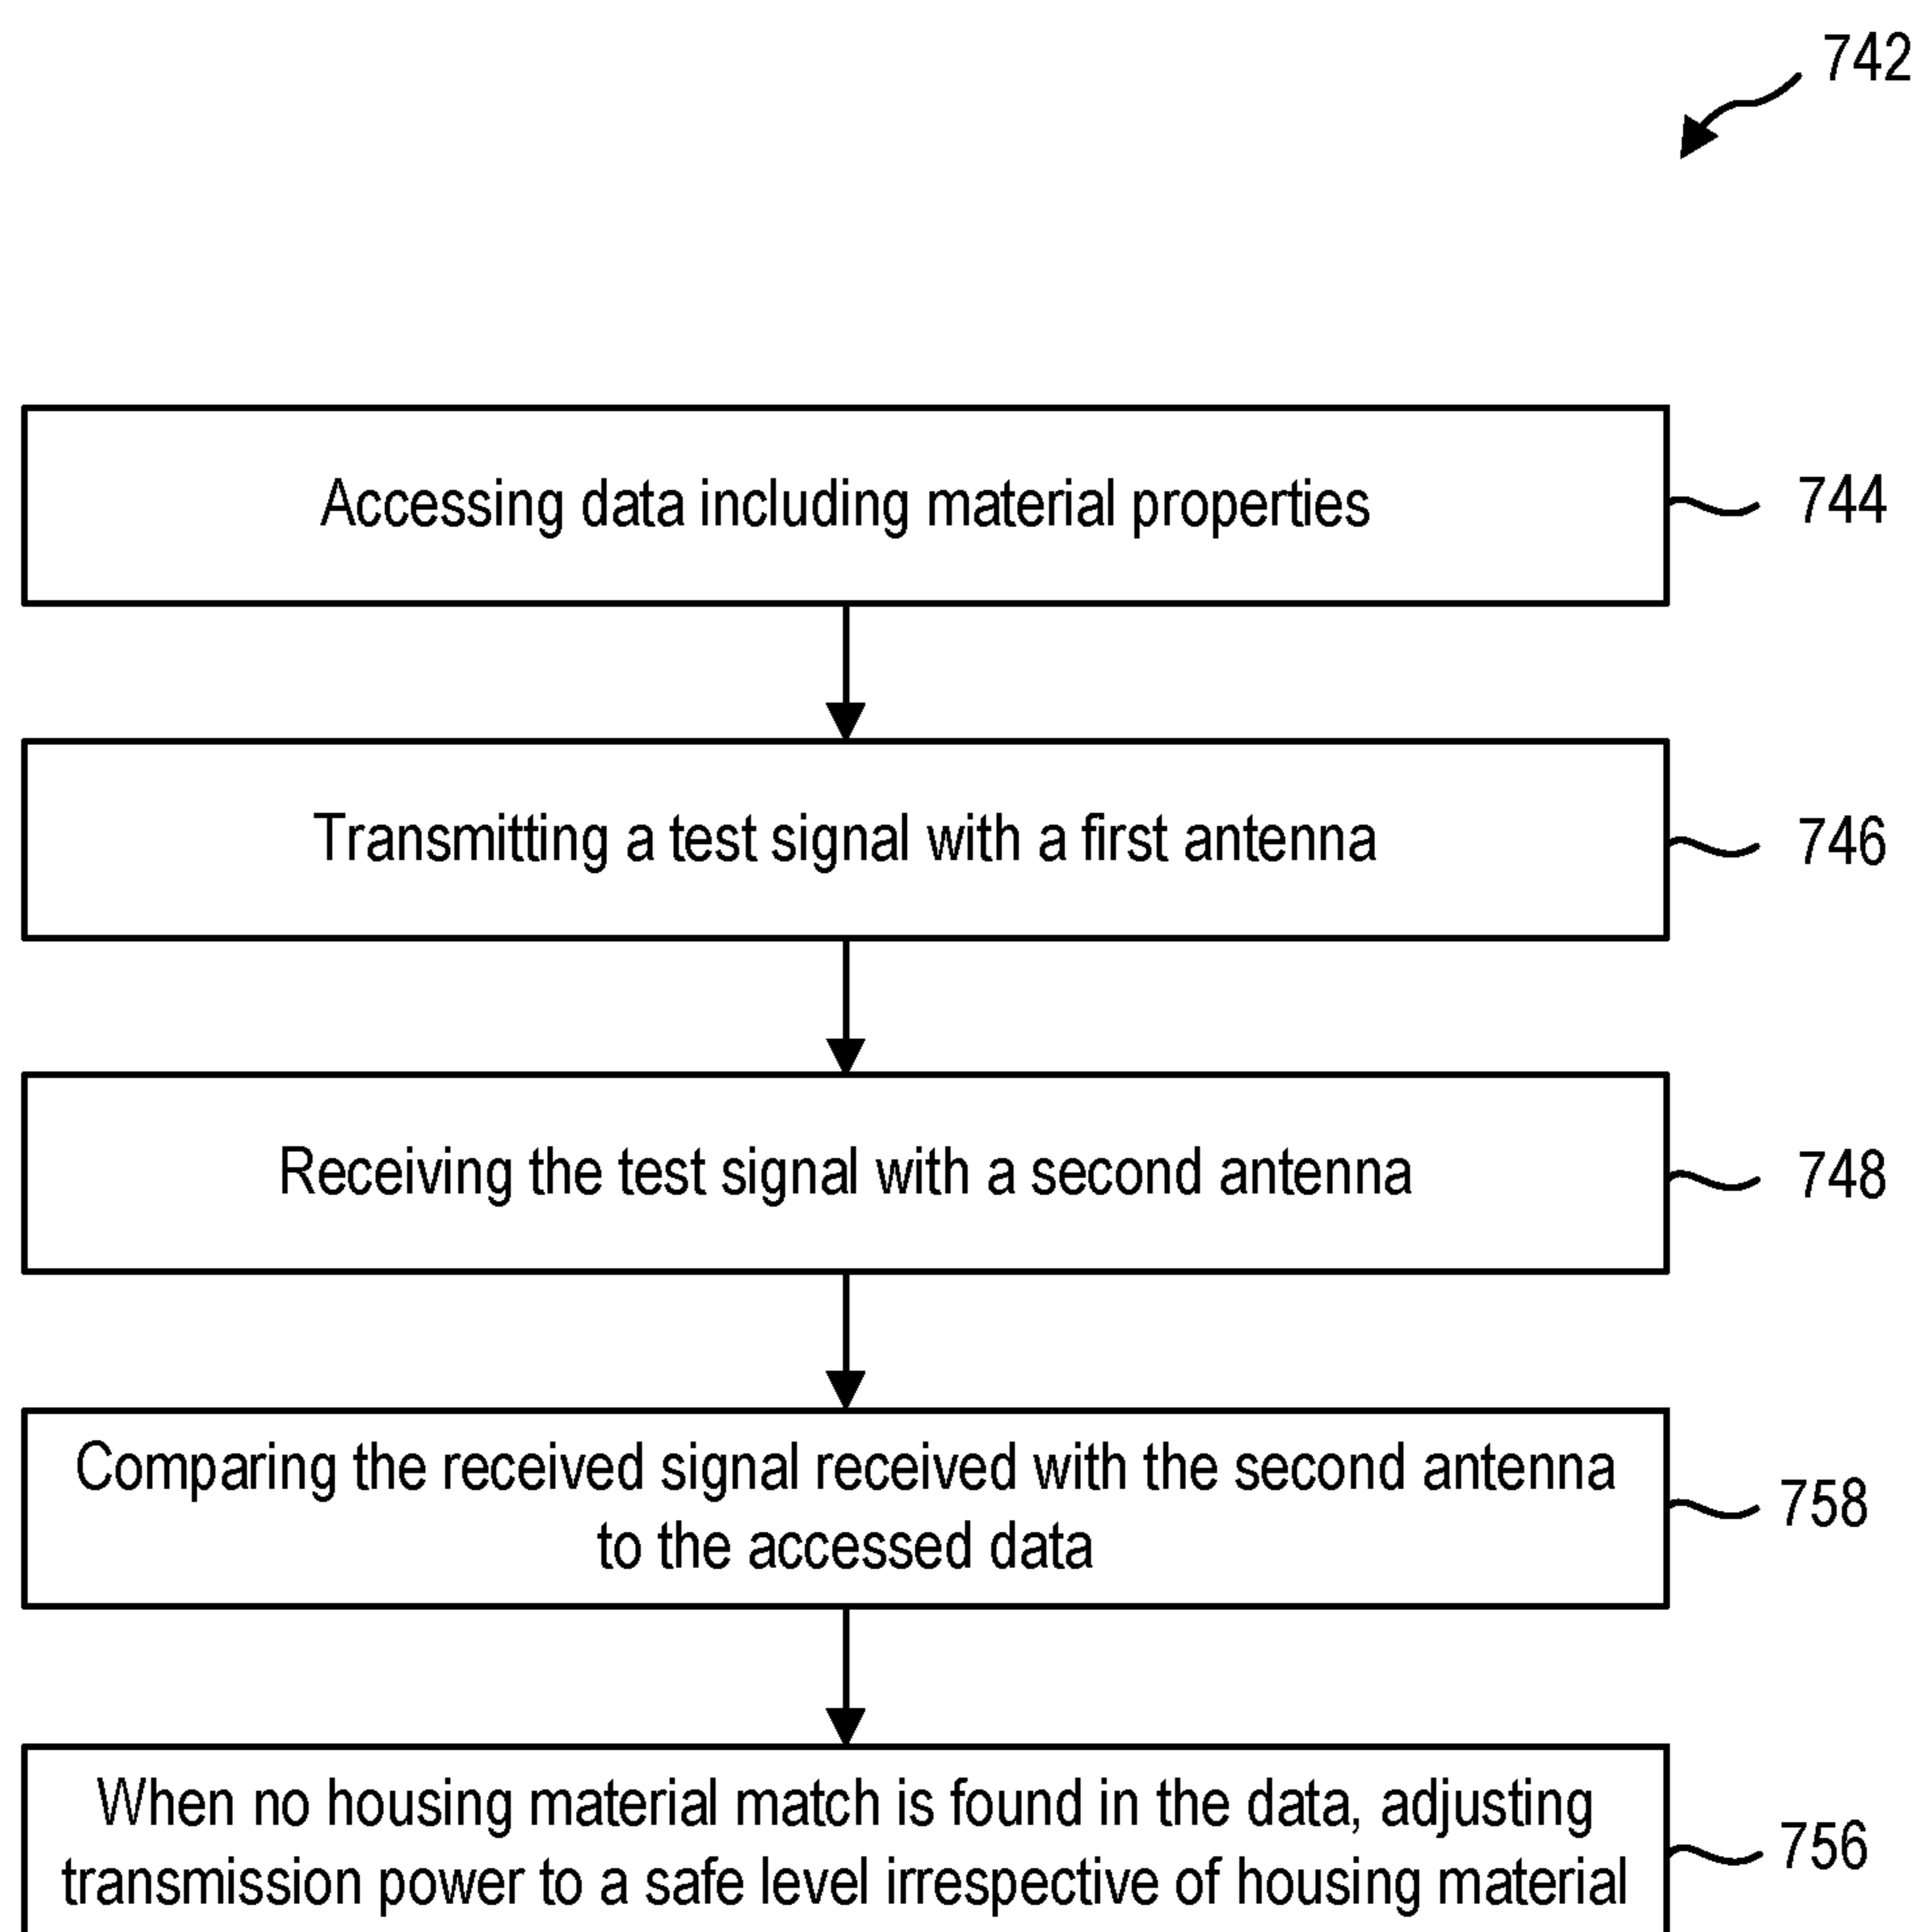 742
Accessing data including material properties
744
Transmitting a test signal with a first antenna
746
Receiving the test signal with a second antenna
748
Comparing the received signal received with the second antenna
to the accessed data
758
When no housing material match is found in the data, adjusting
transmission power to a safe level irrespective of housing material
756